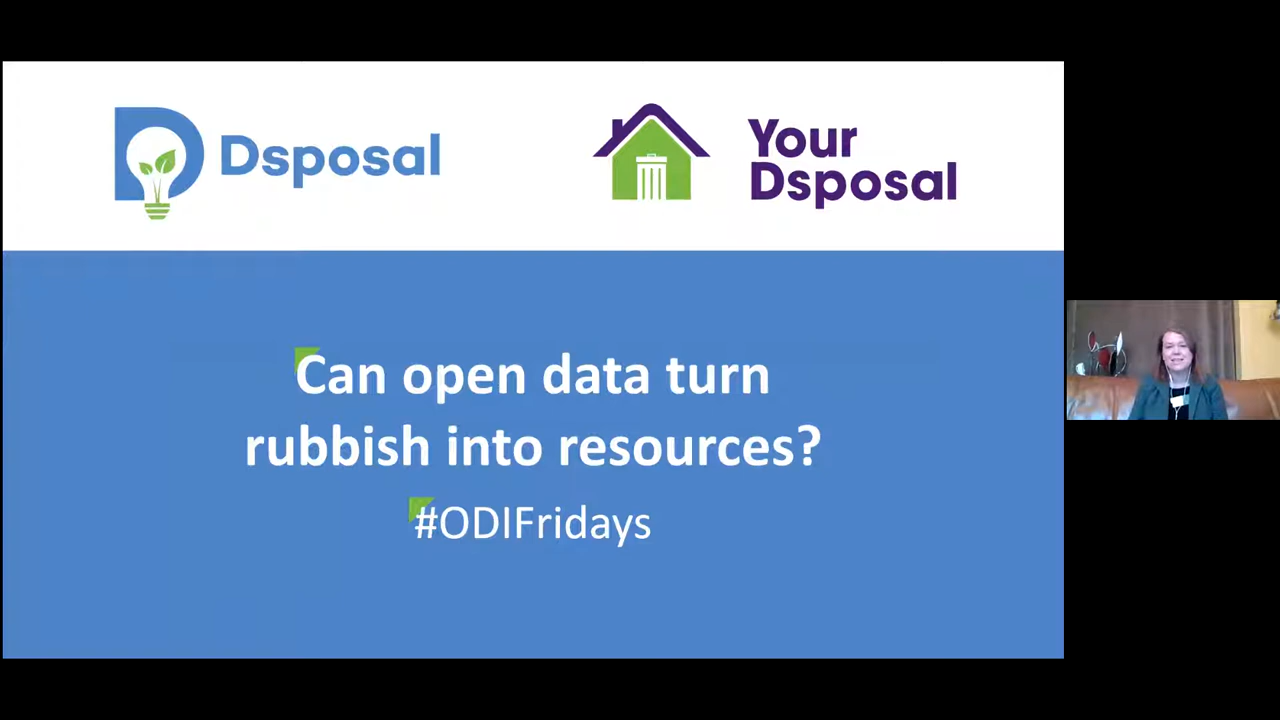 Dsposal
Your
Dsposal
Can open data turn
rubbish into resources?
#ODIFridays